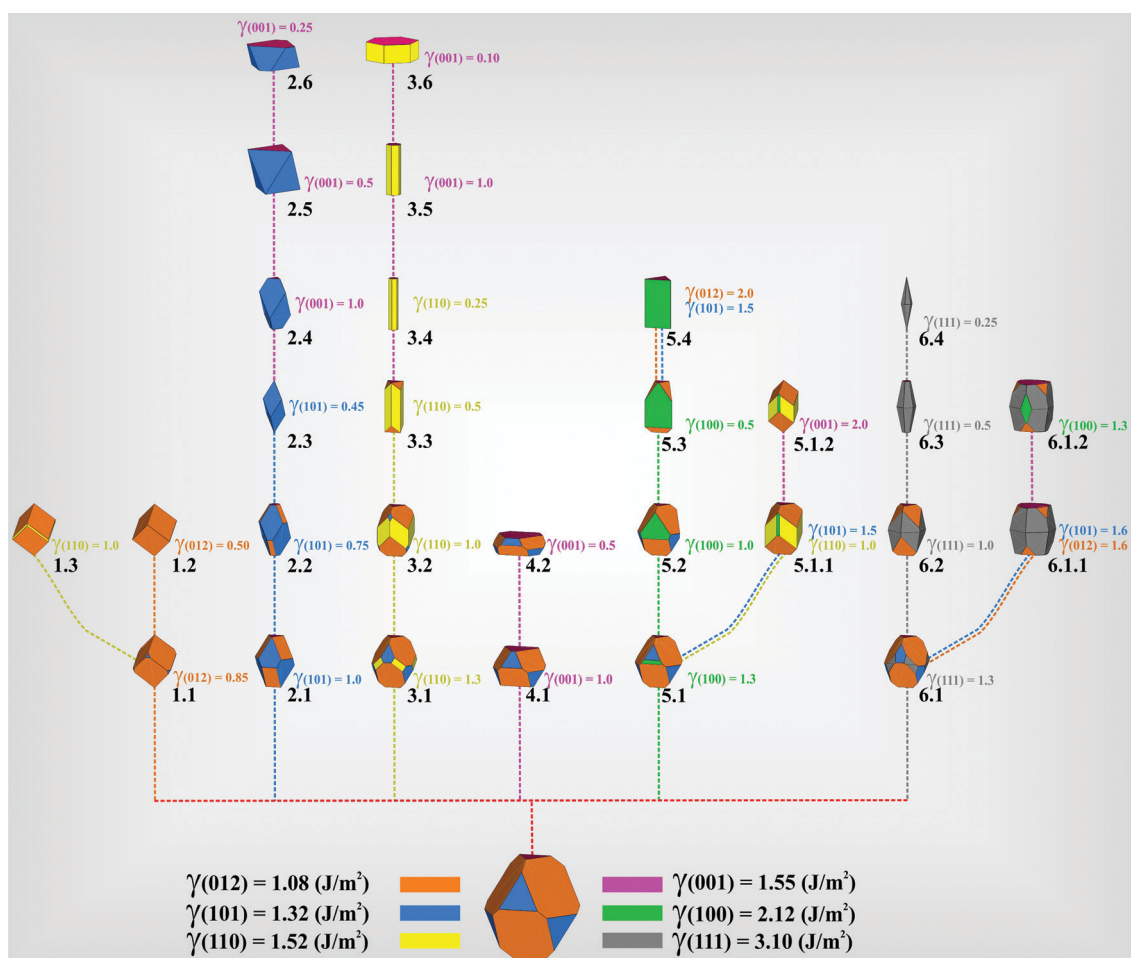 γ(001) = 0.25
2.6
γ(001) = 0.10
3.6
γ(001) = 0.5
2.5
γ(001) = 1.0
3.5
γ(001) = 1.0
2.4
γ(110) = 0.25
3.4
γ(012) = 2.0
γ(101) = 1.5
5.4
γ(111) = 0.25
6.4
γ(101) = 0.45
2.3
γ(110) = 0.5
3.3
γ(100) = 0.5
5.3
γ(001) = 2.0
5.1.2
γ(111) = 0.5
6.3
γ(100) = 1.3
6.1.2
γ(110) = 1.0
1.3
γ(012) = 0.50
1.2
γ(101) = 0.75
2.2
γ(110) = 1.0
3.2
γ(001) = 0.5
4.2
γ(100) = 1.0
5.2
γ(101) = 1.5
γ(110) = 1.0
5.1.1
γ(111) = 1.0
6.2
γ(101) = 1.6
γ(012) = 1.6
6.1.1
γ(012) = 0.85
1.1
γ(101) = 1.0
2.1
γ(110) = 1.3
3.1
γ(001) = 1.0
4.1
γ(100) = 1.3
5.1
γ(111) = 1.3
6.1
γ(012) = 1.08 (J/m²)
γ(101) = 1.32 (J/m²)
γ(110) = 1.52 (J/m²)
γ(001) = 1.55 (J/m²)
γ(100) = 2.12 (J/m²)
γ(111) = 3.10 (J/m²)